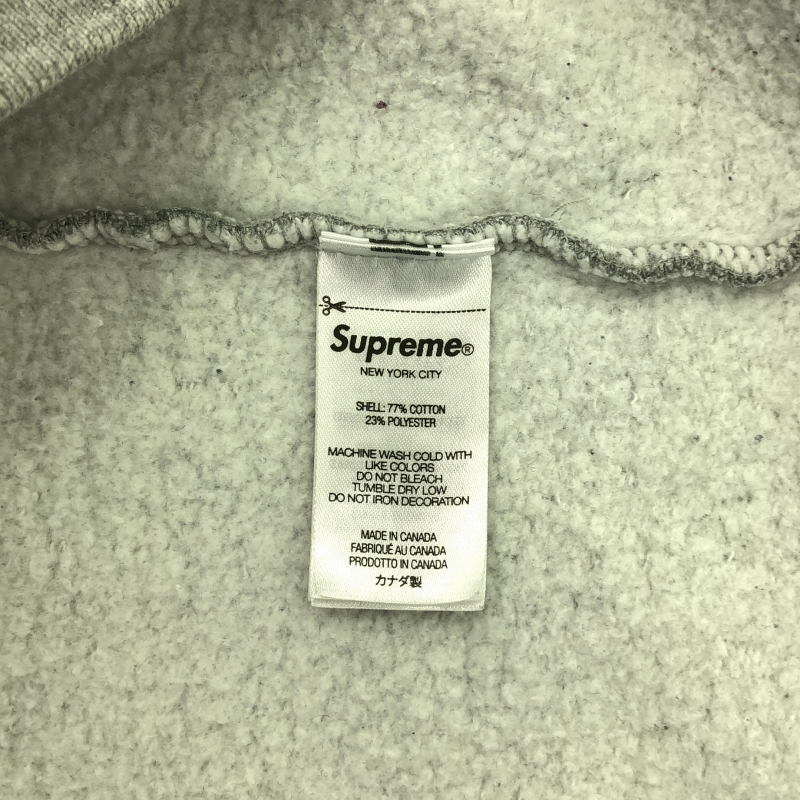 Supreme®
NEW YORK CITY
SHELL: 77% COTTON
23% POLYESTER
MACHINE WASH COLD WITH
LIKE COLORS
DO NOT BLEACH
TUMBLE DRY LOW
DO NOT IRON DECORATION
MADE IN CANADA
FABRIQUÉ AU CANADA
PRODOTTO IN CANADA
カナダ製